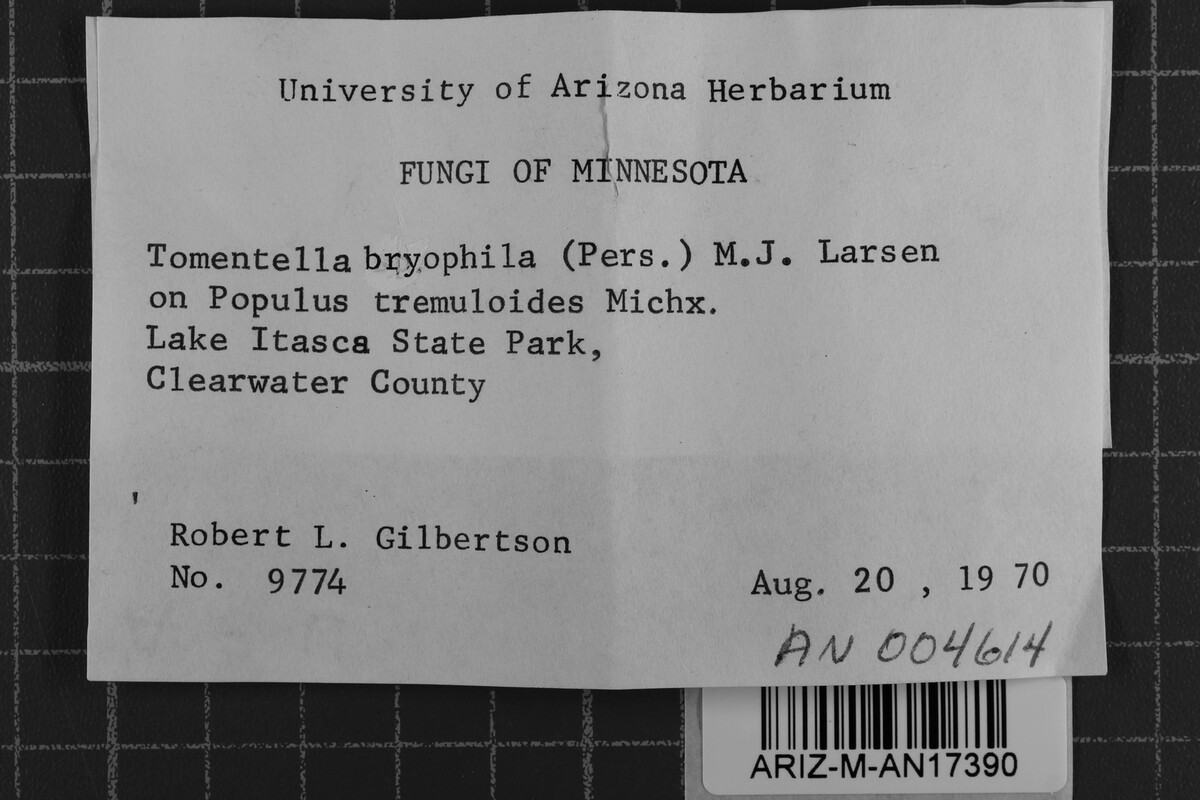 University of Arizona Herbarium
FUNGI OF MINNESOTA
Tomentella bryophila (Pers.) M.J. Larsen
on Populus tremuloides Michx.
Lake Itasca State Park,
Clearwater County
Robert L. Gilbertson
No. 9774
Aug. 20 , 19 70
AN 004614
ARIZ-M-AN17390